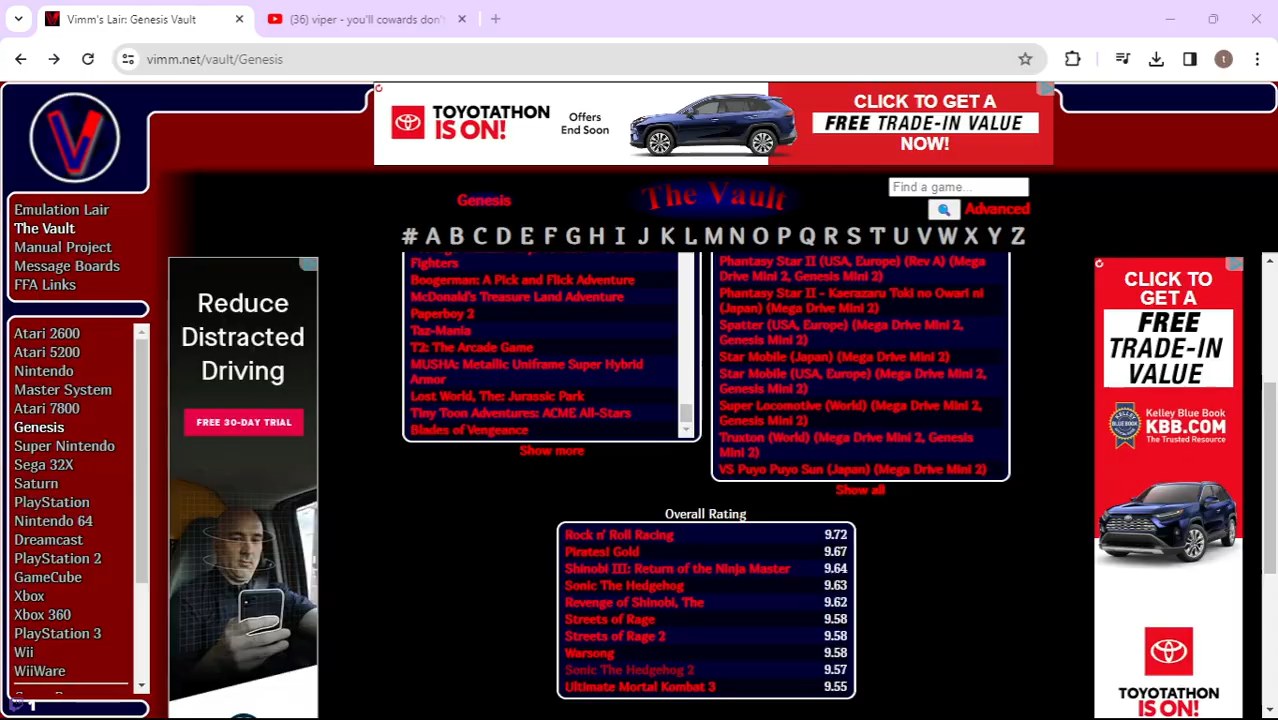 Vimm's Lair: Genesis Vault
(36) viper - you'll cowards don'
vimm.net/vault/Genesis
t
TOYOTATHON
IS ON!
Offers
End Soon
CLICK TO GET A
FREE TRADE-IN VALUE
NOW!
V
Emulation Lair
The Vault
Manual Project
Message Boards
FFA Links
Genesis
The Vault
Find a game...
Advanced
# A B C D E F G H I J K L M N O P Q R S T U V W X Y Z
Atari 2600
Atari 5200
Nintendo
Master System
Atari 7800
Genesis
Super Nintendo
Sega 32X
Saturn
PlayStation
Nintendo 64
Dreamcast
PlayStation 2
GameCube
Xbox
Xbox 360
PlayStation 3
Wii
WiiWare
1
Reduce
Distracted
Driving
FREE 30-DAY TRIAL
Fighters
Boogerman: A Pick and Flick Adventure
McDonald's Treasure Land Adventure
Paperboy 2
Taz-Mania
T2: The Arcade Game
MUSHA: Metallic Uniframe Super Hybrid
Armor
Lost World, The: Jurassic Park
Tiny Toon Adventures: ACME All-Stars
Blades of Vengeance
Show more
Phantasy Star II (USA, Europe) (Rev A) (Mega
Drive Mini 2, Genesis Mini 2)
Phantasy Star II - Kaerazaru Toki no Owari ni
(Japan) (Mega Drive Mini 2)
Spatter (USA, Europe) (Mega Drive Mini 2,
Genesis Mini 2)
Star Mobile (Japan) (Mega Drive Mini 2)
Star Mobile (USA, Europe) (Mega Drive Mini 2,
Genesis Mini 2)
Super Locomotive (World) (Mega Drive Mini 2,
Genesis Mini 2)
Truxton (World) (Mega Drive Mini 2, Genesis
Mini 2)
VS Puyo Puyo Sun (Japan) (Mega Drive Mini 2)
Show all
Overall Rating
Rock n' Roll Racing 9.72
Pirates! Gold 9.67
Shinobi III: Return of the Ninja Master 9.64
Sonic The Hedgehog 9.63
Revenge of Shinobi, The 9.62
Streets of Rage 9.58
Streets of Rage 2 9.58
Warsong 9.58
Sonic The Hedgehog 2 9.57
Ultimate Mortal Kombat 3 9.55
CLICK TO
GET A
FREE
TRADE-IN
VALUE
KELLEY
BLUE BOOK
Kelley Blue Book
KBB.COM
The Trusted Resource
TOYOTATHON
IS ON!